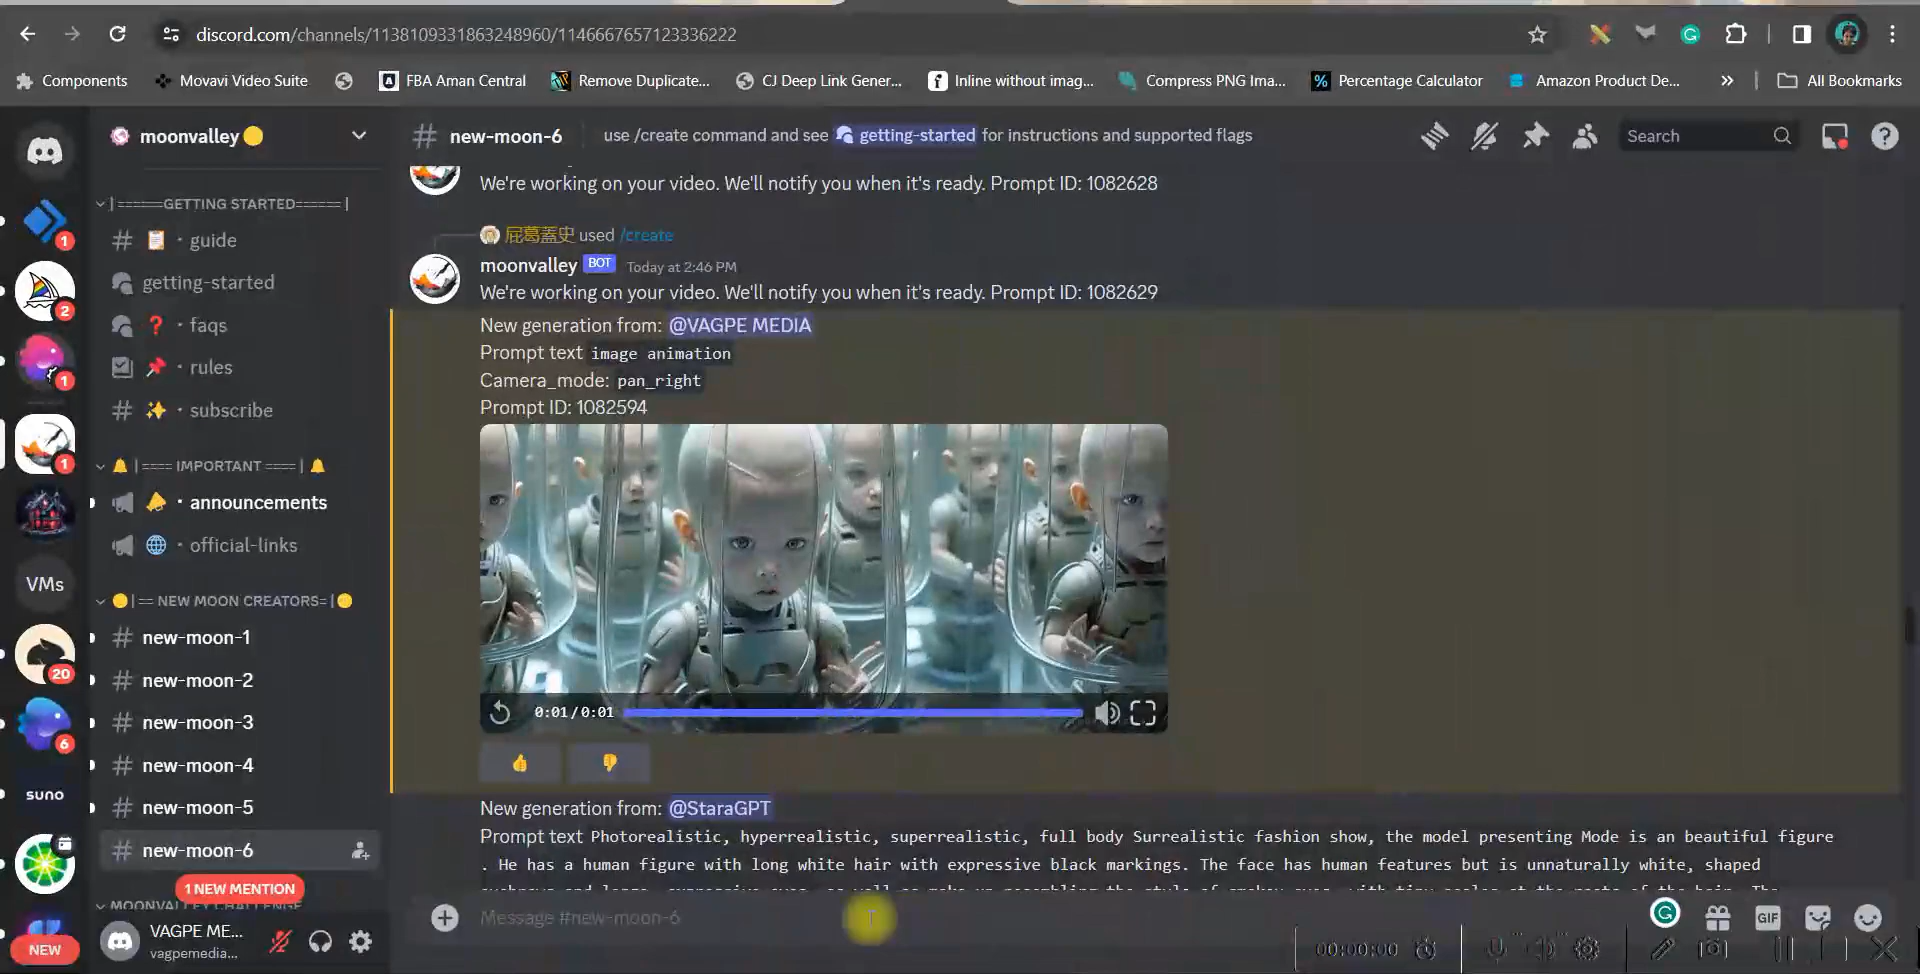 discord.com/channels/1138109331863248960/1146667657123336222
Components
Movavi Video Suite
FBA Aman Central
Remove Duplicate...
CJ Deep Link Gener...
Inline without imag...
Compress PNG Ima...
Percentage Calculator
Amazon Product De...
»
All Bookmarks
moonvalley
new-moon-6
use /create command and see getting-started for instructions and supported flags
Search
|======GETTING STARTED======|
guide
getting-started
faqs
rules
subscribe
|==== IMPORTANT ====|
announcements
official-links
|== NEW MOON CREATORS=|
new-moon-1
new-moon-2
new-moon-3
new-moon-4
new-moon-5
new-moon-6
1 NEW MENTION
MOONVALLEY CHALLENGE
VAGPE ME...
vagpemedia...
1
2
1
1
VMs
20
6
suno
NEW
We're working on your video. We'll notify you when it's ready. Prompt ID: 1082628
屁葛蓋史 used /create
moonvalley BOT Today at 2:46 PM
We're working on your video. We'll notify you when it's ready. Prompt ID: 1082629
New generation from: @VAGPE MEDIA
Prompt text image animation
Camera_mode: pan_right
Prompt ID: 1082594
0:01/0:01
New generation from: @StaraGPT
Prompt text Photorealistic, hyperrealistic, superrealistic, full body Surrealistic fashion show, the model presenting Mode is an beautiful figure
. He has a human figure with long white hair with expressive black markings. The face has human features but is unnaturally white, shaped
Message #new-moon-6
GIF
00:00:00